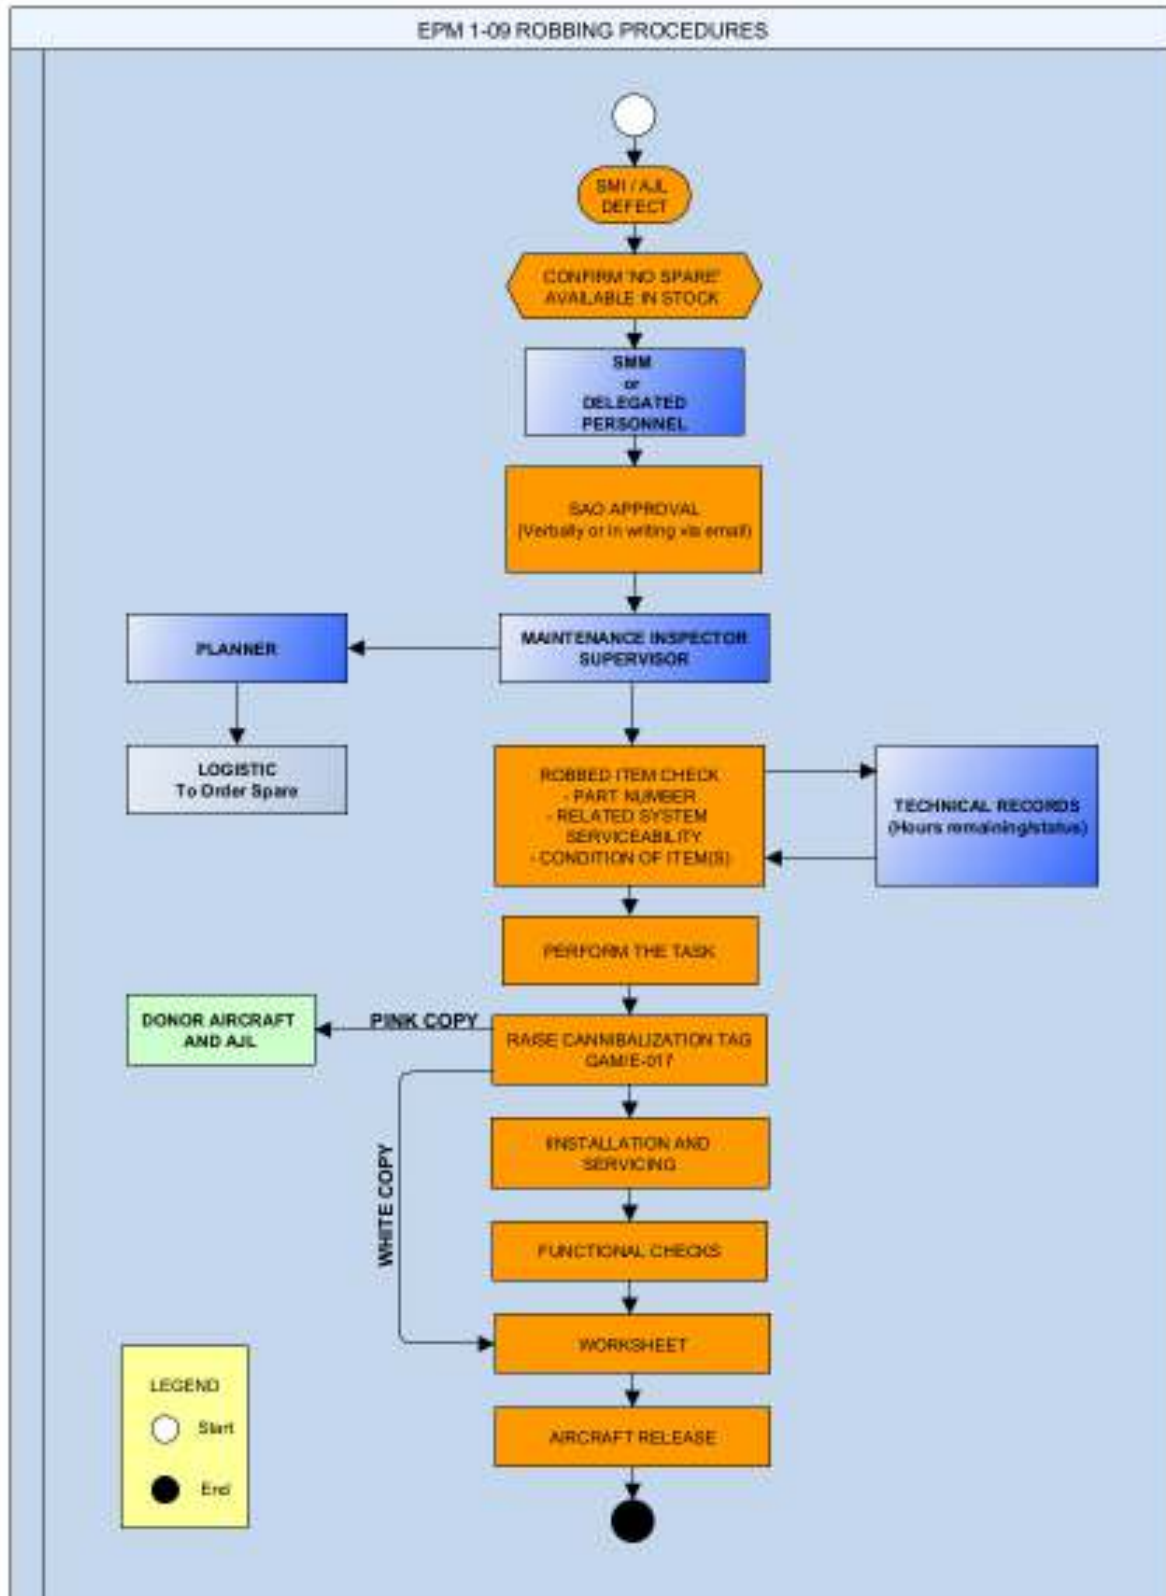 EPM 1-09 ROBBING PROCEDURES
SMI / AJL
DEFECT
CONFIRM 'NO SPARE'
AVAILABLE IN STOCK
SMM
or
DELEGATED
PERSONNEL
SAO APPROVAL
(Verbally or in writing via email)
MAINTENANCE INSPECTOR
SUPERVISOR
PLANNER
LOGISTIC
To Order Spare
ROBBED ITEM CHECK
- PART NUMBER
- RELATED SYSTEM
SERVICEABILITY
- CONDITION OF ITEM(S)
TECHNICAL RECORDS
(Hours remaining/status)
PERFORM THE TASK
RAISE CANNIBALIZATION TAG
GAM/E-017
PINK COPY
DONOR AIRCRAFT
AND AJL
WHITE COPY
IINSTALLATION AND
SERVICING
FUNCTIONAL CHECKS
WORKSHEET
AIRCRAFT RELEASE
LEGEND
Start
End